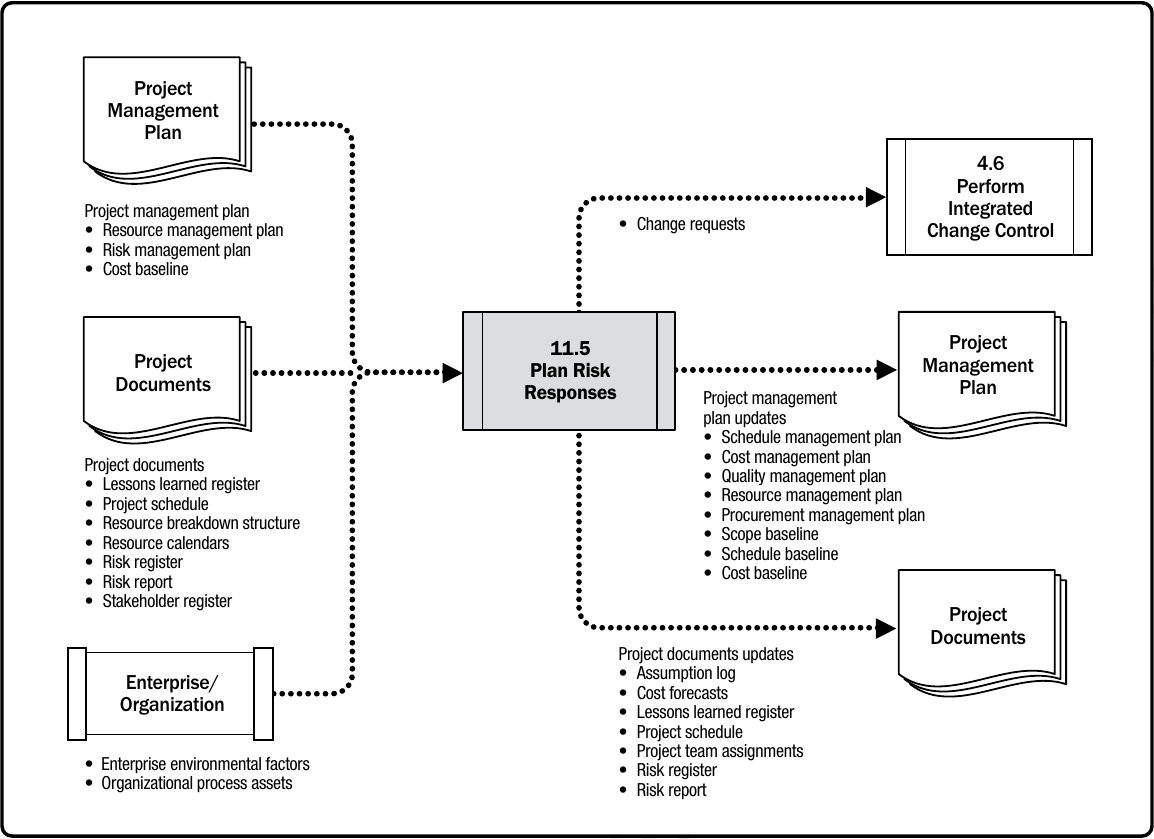 Project
Management
Plan
Project management plan
• Resource management plan
• Risk management plan
• Cost baseline
Project
Documents
Project documents
• Lessons learned register
• Project schedule
• Resource breakdown structure
• Resource calendars
• Risk register
• Risk report
• Stakeholder register
Enterprise/
Organization
• Enterprise environmental factors
• Organizational process assets
11.5
Plan Risk
Responses
• Change requests
4.6
Perform
Integrated
Change Control
Project
Management
Plan
Project management
plan updates
• Schedule management plan
• Cost management plan
• Quality management plan
• Resource management plan
• Procurement management plan
• Scope baseline
• Schedule baseline
• Cost baseline
Project
Documents
Project documents updates
• Assumption log
• Cost forecasts
• Lessons learned register
• Project schedule
• Project team assignments
• Risk register
• Risk report